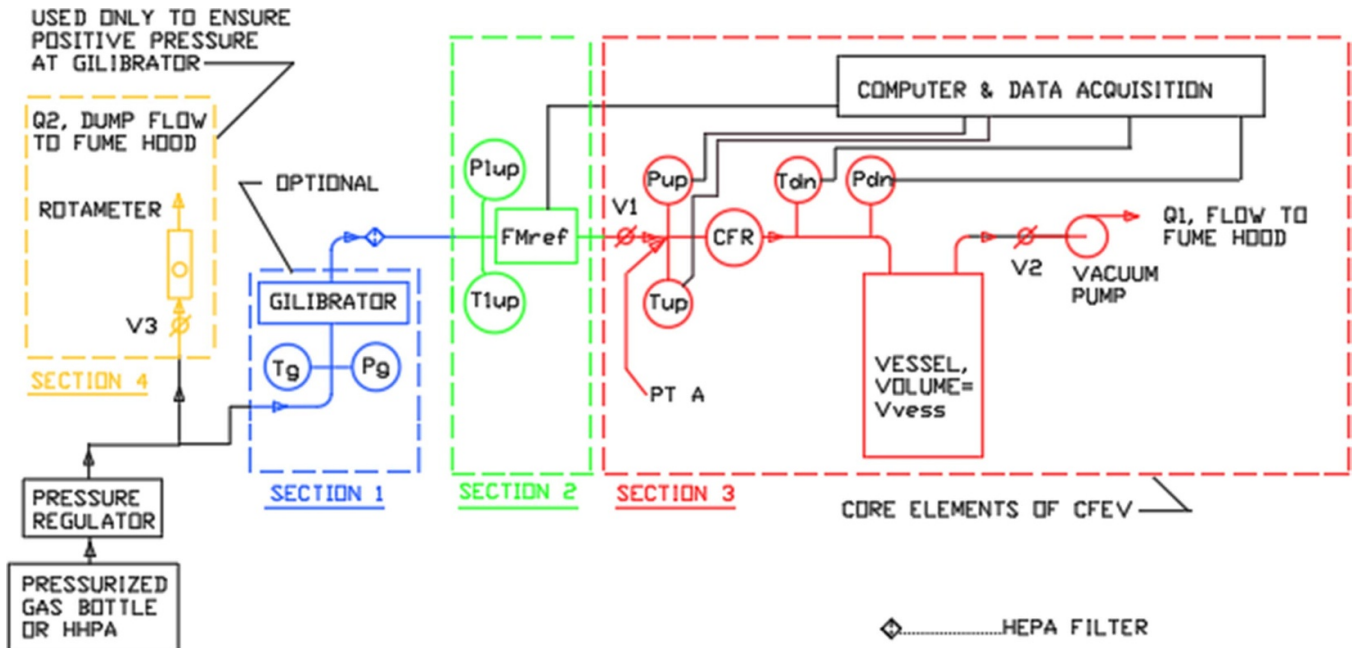 USED ONLY TO ENSURE
POSITIVE PRESSURE
AT GILIBRATOR
Q2, DUMP FLOW
TO FUME HOOD
ROTAMETER
V3
SECTION 4
OPTIONAL
GILIBRATOR
Tg
Pg
SECTION 1
P1up
FMref
T1up
SECTION 2
COMPUTER & DATA ACQUISITION
V1
Pup
Tup
CFR
Tdn
Pdn
PT A
V2
VACUUM
PUMP
Q1, FLOW TO
FUME HOOD
VESSEL,
VOLUME=
Vvess
SECTION 3
CORE ELEMENTS OF CFEV
PRESSURE
REGULATOR
PRESSURIZED
GAS BOTTLE
OR HHPA
..............HEPA FILTER